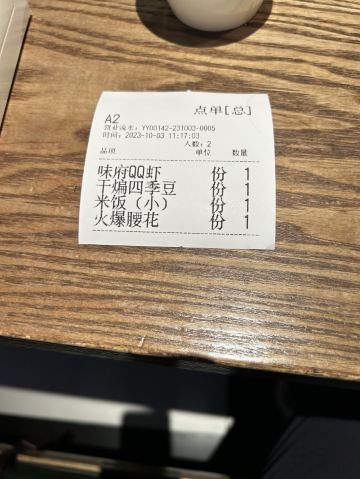 点单[总]
A2
营业流水: YY00142-231003-0005
时间: 2023-10-03 11:17:03
人数: 2
品项 单位 数量
味府QQ虾 份 1
干煸四季豆 份 1
米饭（小） 份 1
火爆腰花 份 1